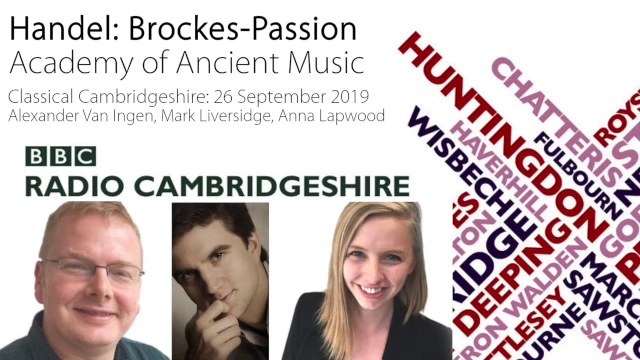 Handel: Brockes-Passion
Academy of Ancient Music
Classical Cambridgeshire: 26 September 2019
Alexander Van Ingen, Mark Liversidge, Anna Lapwood
BBC
RADIO CAMBRIDGESHIRE
HUNTINGDON
CHATTERIS
WISBECH
HAVERHILL
FULBOURN
DEEPING
SAWST